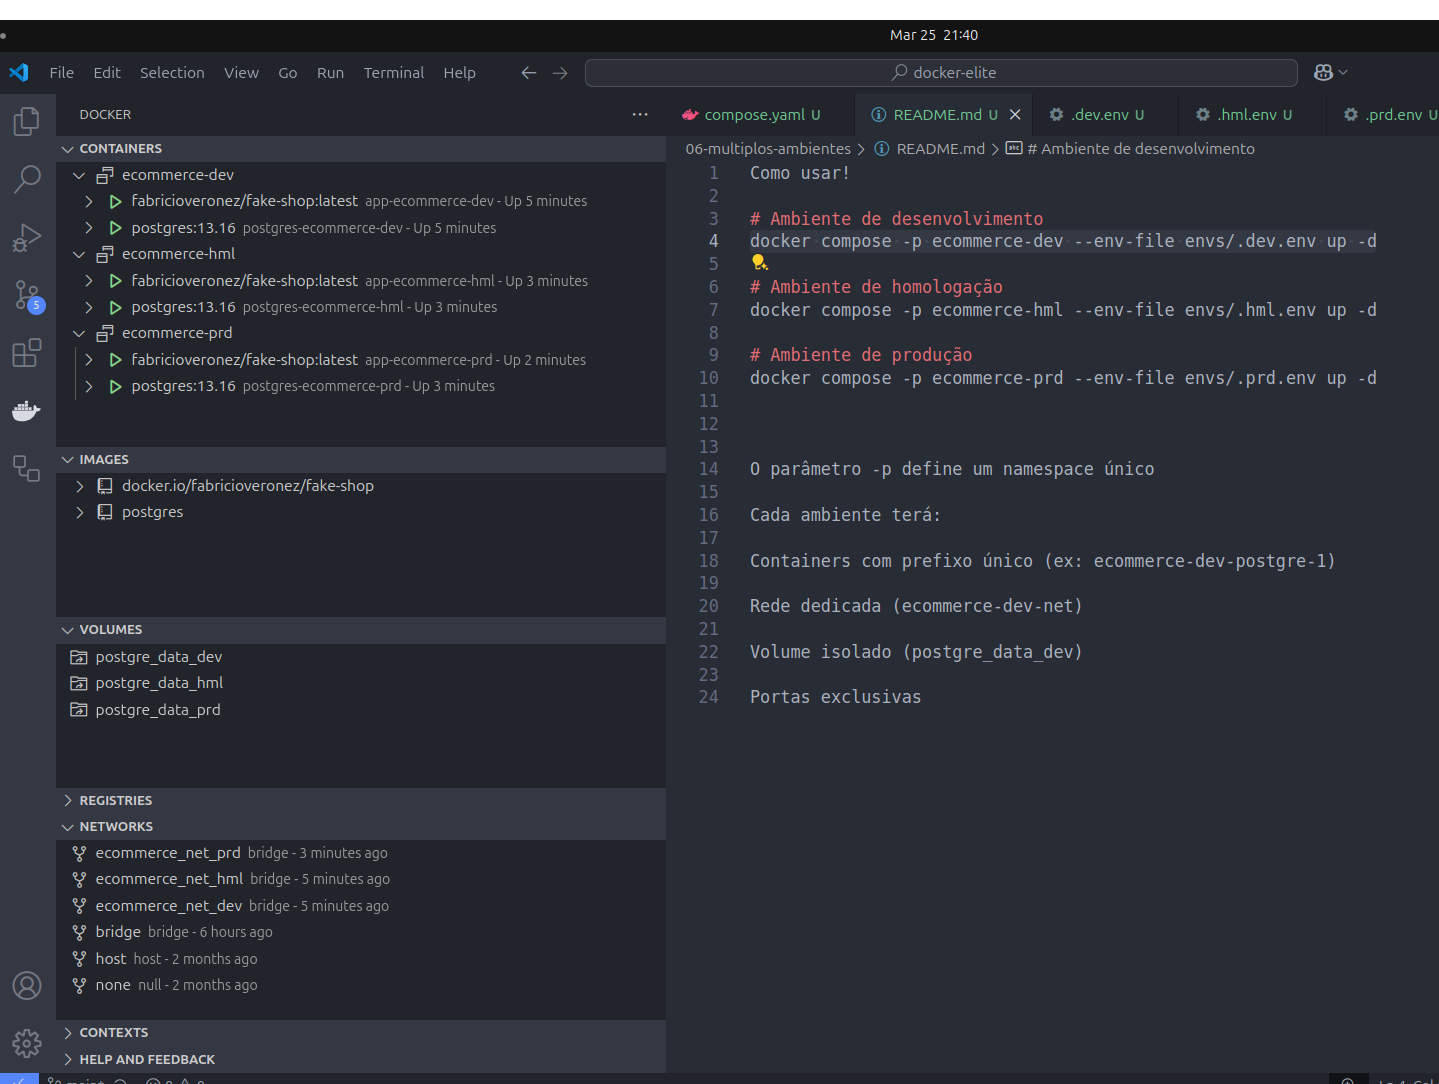 Mar 25 21:40
File Edit Selection View Go Run Terminal Help
docker-elite
DOCKER
compose.yaml U
README.md U
.dev.env U
.hml.env U
.prd.env U
CONTAINERS
ecommerce-dev
fabricioveronez/fake-shop:latest app-ecommerce-dev - Up 5 minutes
postgres:13.16 postgres-ecommerce-dev - Up 5 minutes
ecommerce-hml
fabricioveronez/fake-shop:latest app-ecommerce-hml - Up 3 minutes
postgres:13.16 postgres-ecommerce-hml - Up 3 minutes
ecommerce-prd
fabricioveronez/fake-shop:latest app-ecommerce-prd - Up 2 minutes
postgres:13.16 postgres-ecommerce-prd - Up 3 minutes
5
IMAGES
docker.io/fabricioveronez/fake-shop
postgres
VOLUMES
postgre_data_dev
postgre_data_hml
postgre_data_prd
REGISTRIES
NETWORKS
ecommerce_net_prd bridge - 3 minutes ago
ecommerce_net_hml bridge - 5 minutes ago
ecommerce_net_dev bridge - 5 minutes ago
bridge bridge - 6 hours ago
host host - 2 months ago
none null - 2 months ago
CONTEXTS
HELP AND FEEDBACK
06-multiplos-ambientes > README.md > # Ambiente de desenvolvimento
1 Como usar!
2
3 # Ambiente de desenvolvimento
4 docker compose -p ecommerce-dev --env-file envs/.dev.env up -d
5
6 # Ambiente de homologação
7 docker compose -p ecommerce-hml --env-file envs/.hml.env up -d
8
9 # Ambiente de produção
10 docker compose -p ecommerce-prd --env-file envs/.prd.env up -d
11
12
13
14 O parâmetro -p define um namespace único
15
16 Cada ambiente terá:
17
18 Containers com prefixo único (ex: ecommerce-dev-postgre-1)
19
20 Rede dedicada (ecommerce-dev-net)
21
22 Volume isolado (postgre_data_dev)
23
24 Portas exclusivas